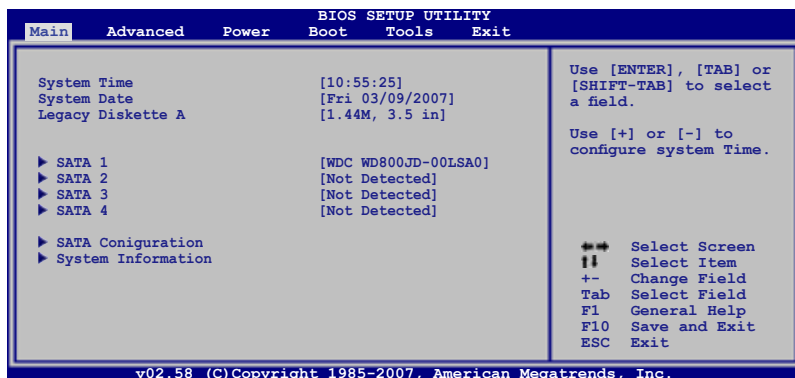 BIOS SETUP UTILITY
Main Advanced Power Boot Tools Exit
System Time [10:55:25]
System Date [Fri 03/09/2007]
Legacy Diskette A [1.44M, 3.5 in]
SATA 1 [WDC WD800JD-00LSA0]
SATA 2 [Not Detected]
SATA 3 [Not Detected]
SATA 4 [Not Detected]
SATA Coniguration
System Information
Use [ENTER], [TAB] or
[SHIFT-TAB] to select
a field.
Use [+] or [-] to
configure system Time.
Select Screen
Select Item
+- Change Field
Tab Select Field
F1 General Help
F10 Save and Exit
ESC Exit
v02.58 (C)Copyright 1985-2007, American Megatrends, Inc.